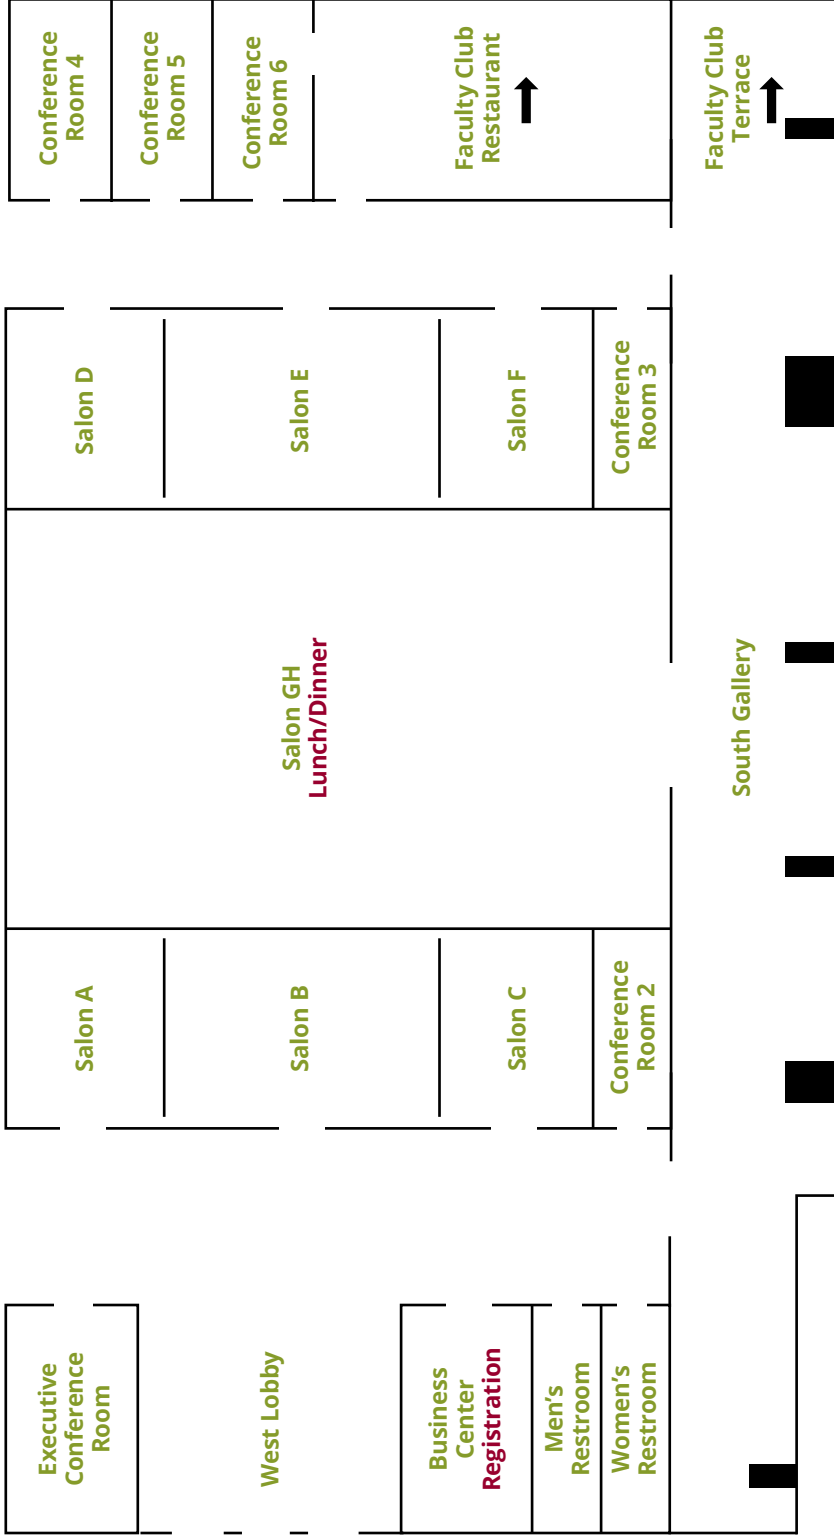 Executive
Conference
Room
West Lobby
Business
Center
Registration
Men's
Restroom
Women's
Restroom
Salon A
Salon B
Salon C
Conference
Room 2
Salon GH
Lunch/Dinner
South Gallery
Salon D
Salon E
Salon F
Conference
Room 3
Conference
Room 4
Conference
Room 5
Conference
Room 6
Faculty Club
Restaurant
Faculty Club
Terrace